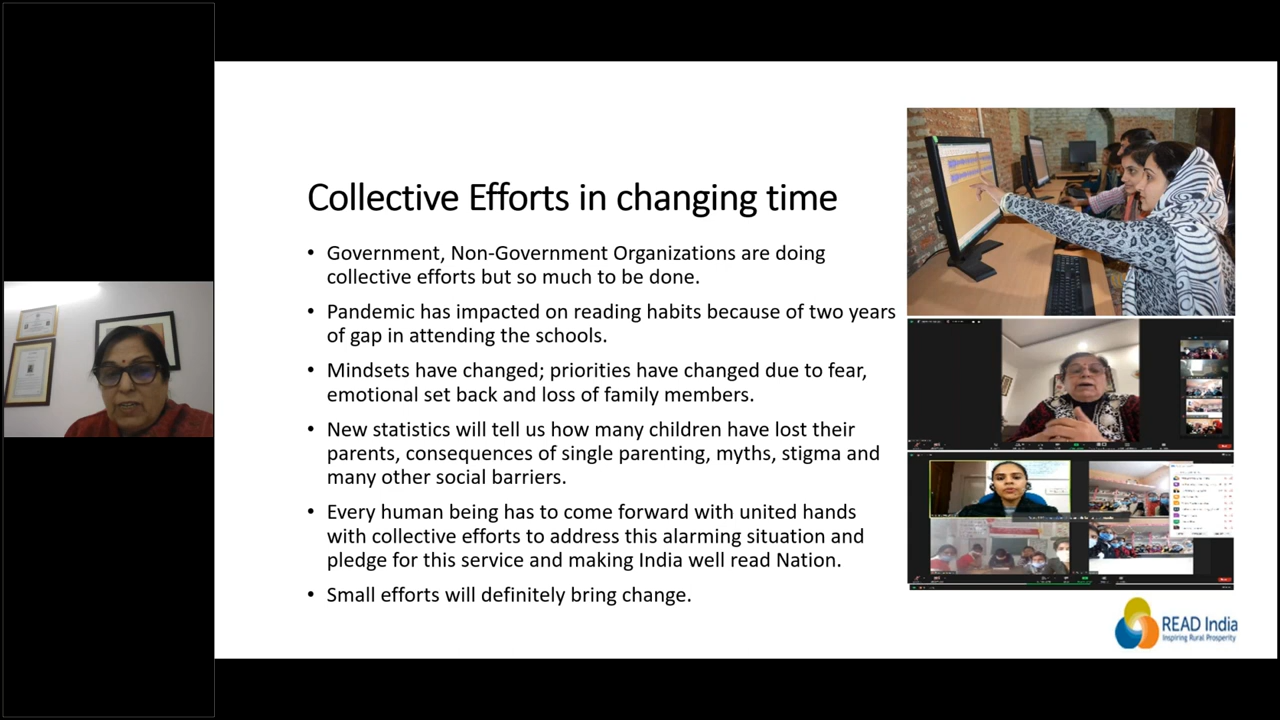 Collective Efforts in changing time
• Government, Non-Government Organizations are doing
collective efforts but so much to be done.
• Pandemic has impacted on reading habits because of two years
of gap in attending the schools.
• Mindsets have changed; priorities have changed due to fear,
emotional set back and loss of family members.
• New statistics will tell us how many children have lost their
parents, consequences of single parenting, myths, stigma and
many other social barriers.
• Every human being has to come forward with united hands
with collective efforts to address this alarming situation and
pledge for this service and making India well read Nation.
• Small efforts will definitely bring change.
READ India
Inspiring Rural Prosperity